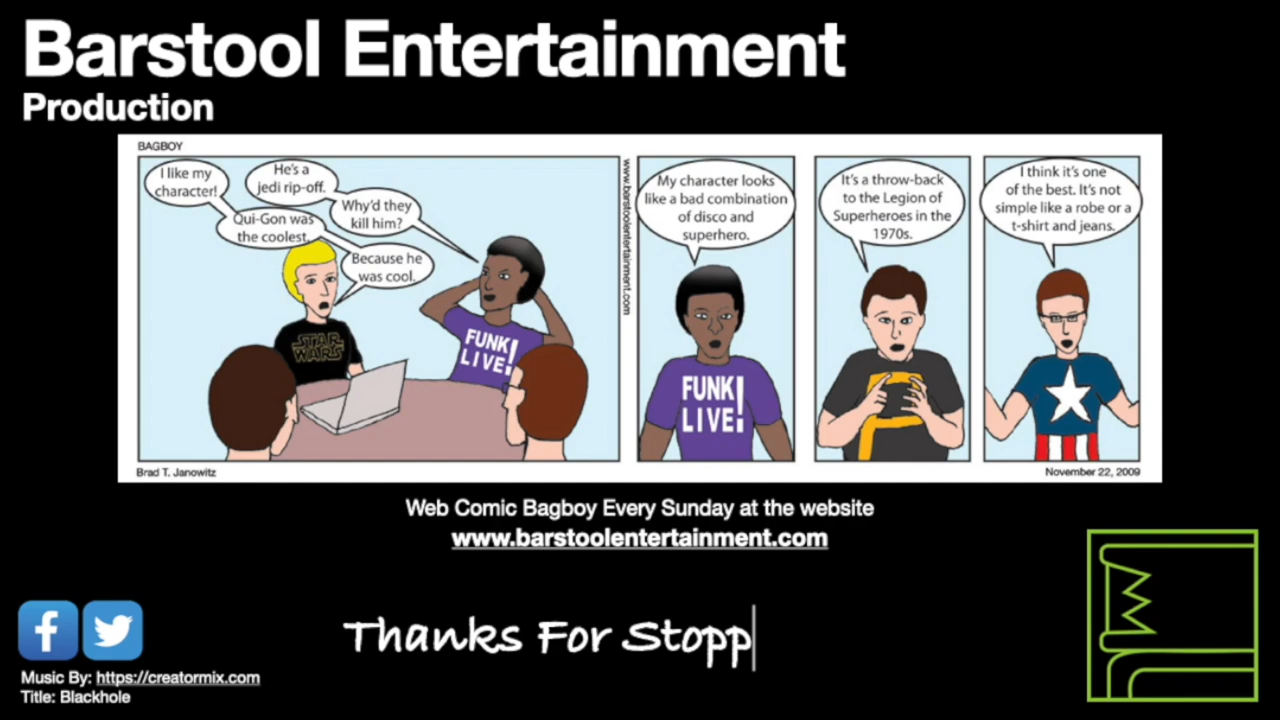 Barstool Entertainment
Production
BAGBOY
I like my
character!
He's a
jedi rip-off.
Qui-Gon was
the coolest.
Why'd they
kill him?
Because he
was cool.
STAR
WARS
FUNK
LIVE!
www.barstoolentertainment.com
My character looks
like a bad combination
of disco and
superhero.
FUNK
LIVE!
It's a throw-back
to the Legion of
Superheroes in the
1970s.
I think it's one
of the best. It's not
simple like a robe or a
t-shirt and jeans.
Brad T. Janowitz
November 22, 2009
Web Comic Bagboy Every Sunday at the website
www.barstoolentertainment.com
Thanks For Stopp
Music By: https://creatormix.com
Title: Blackhole